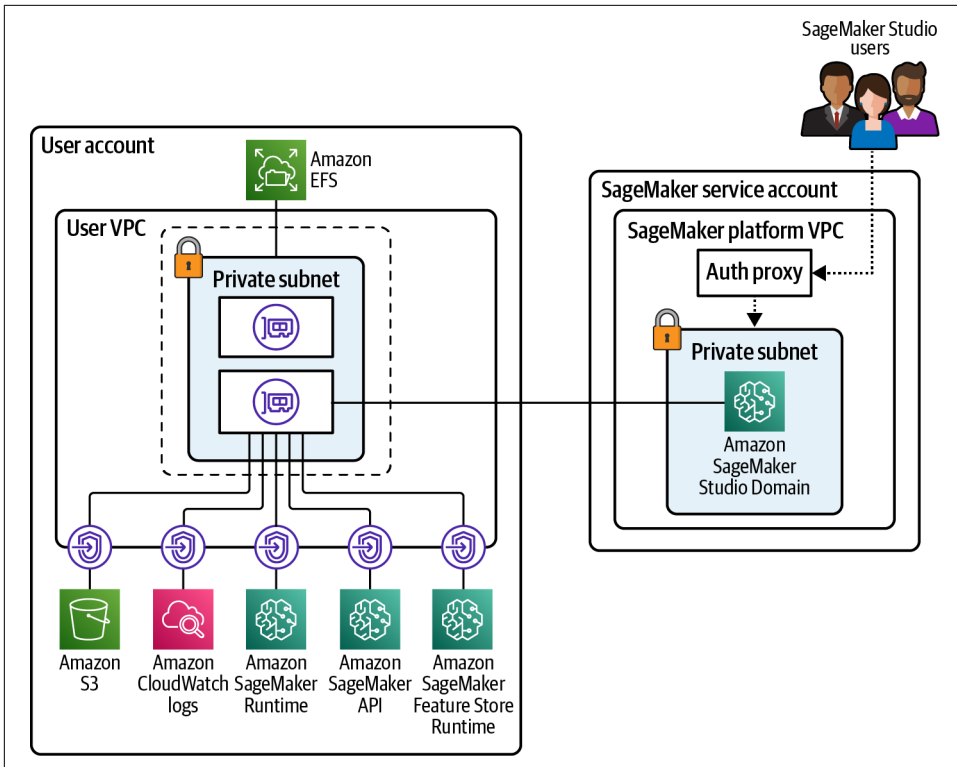 SageMaker Studio
users
User account
Amazon
EFS
SageMaker service account
User VPC
SageMaker platform VPC
Auth proxy
Private subnet
Private subnet
Amazon
SageMaker
Studio Domain
Amazon
S3
Amazon
CloudWatch
logs
Amazon
SageMaker
Runtime
Amazon
SageMaker
API
Amazon
SageMaker
Feature Store
Runtime